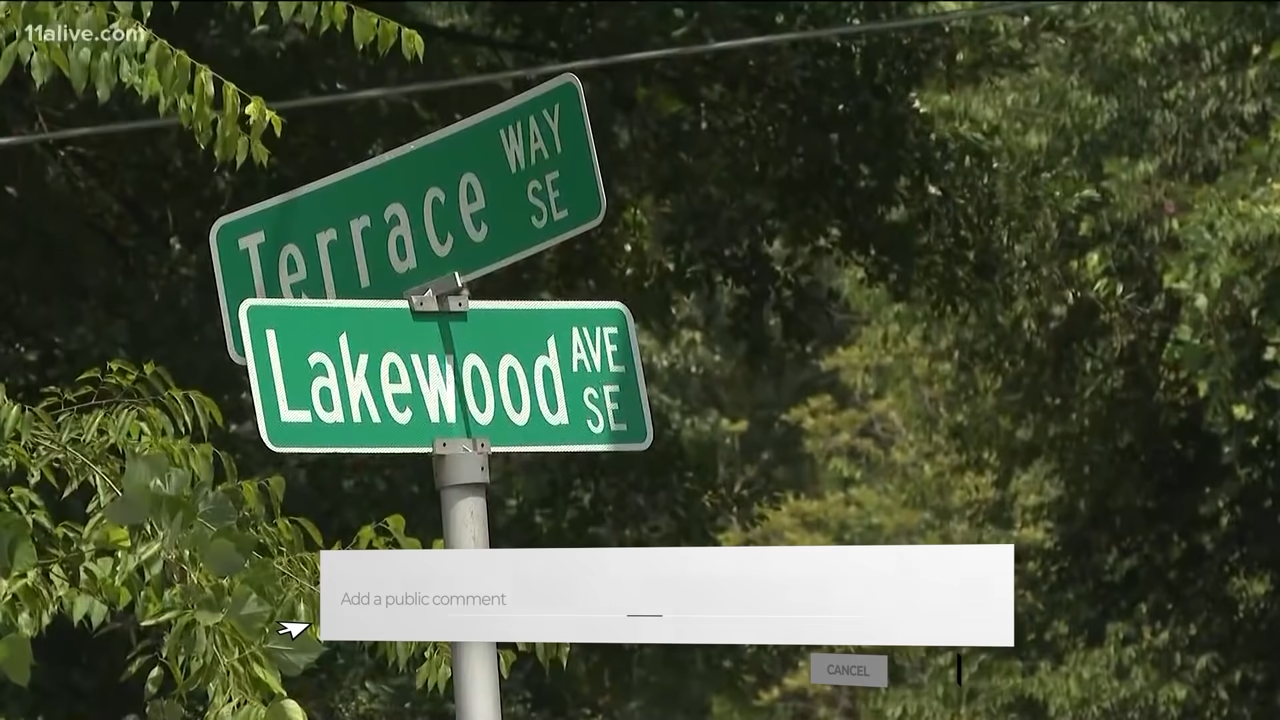 11alive.com
WAY
Terrace SE
Lakewood AVE
SE
Add a public comment
CANCEL